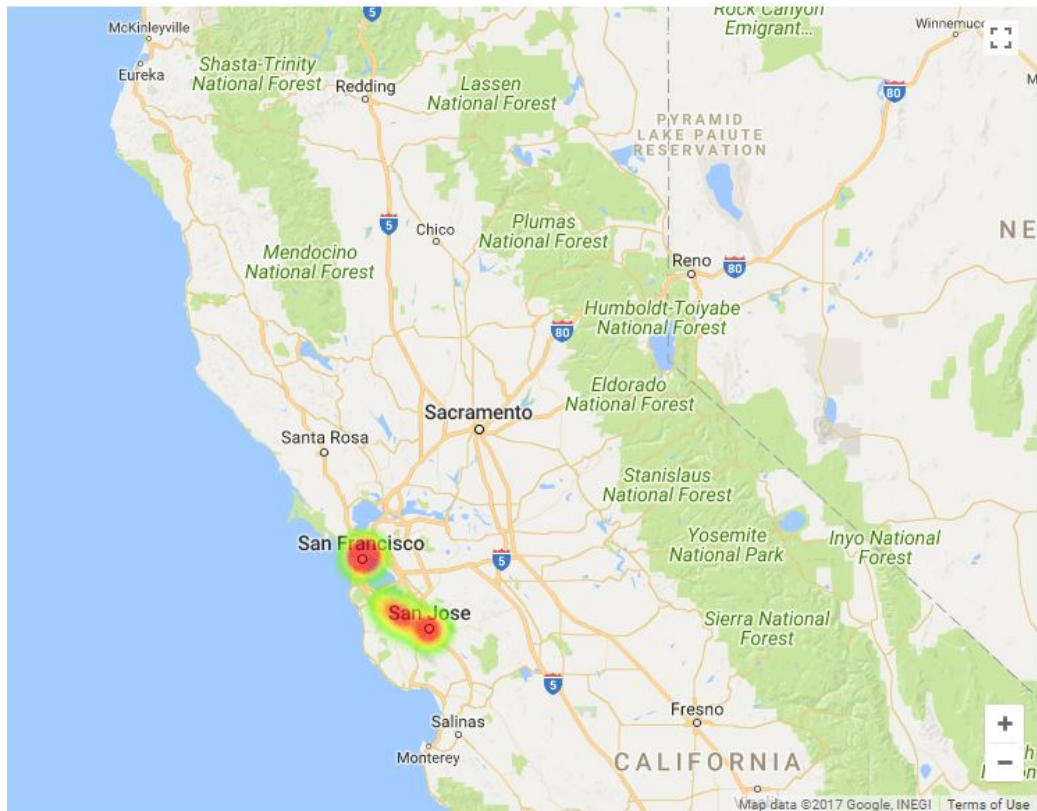 Rock Canyon
Emigrant...
McKinleyville
5
Winnemuc
Eureka
Shasta-Trinity
National Forest
Redding
Lassen
National Forest
80
PYRAMID
LAKE PAIUTE
RESERVATION
5
Chico
Plumas
National Forest
NE
Mendocino
National Forest
Reno
80
Humboldt-Toiyabe
National Forest
80
Eldorado
National Forest
Sacramento
Santa Rosa
Stanislaus
National Forest
Yosemite
National Park
Inyo National
Forest
San Francisco
5
San Jose
Sierra National
Forest
5
Salinas
Fresno
Monterey
CALIFORNIA
+
−
Map data ©2017 Google, INEGI
Terms of Use